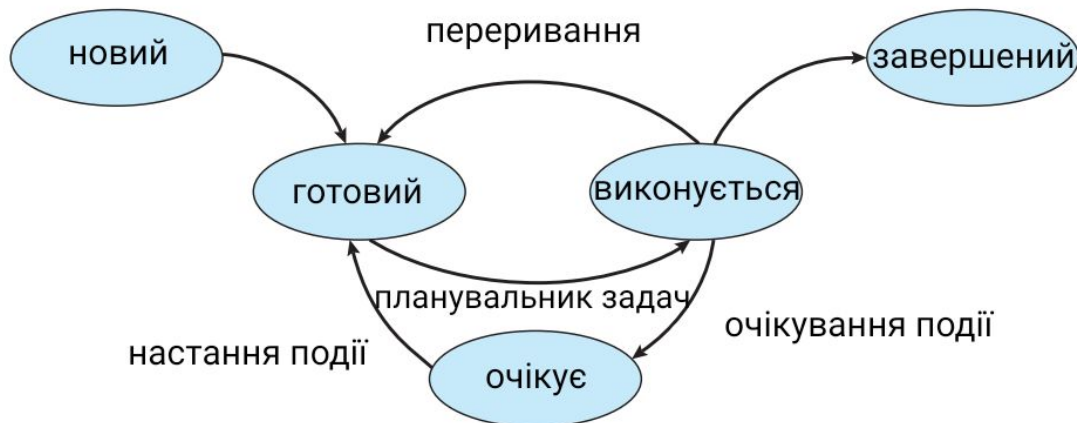 новий
переривання
завершений
готовий
виконується
планувальник задач
настання події
очікування події
очікує